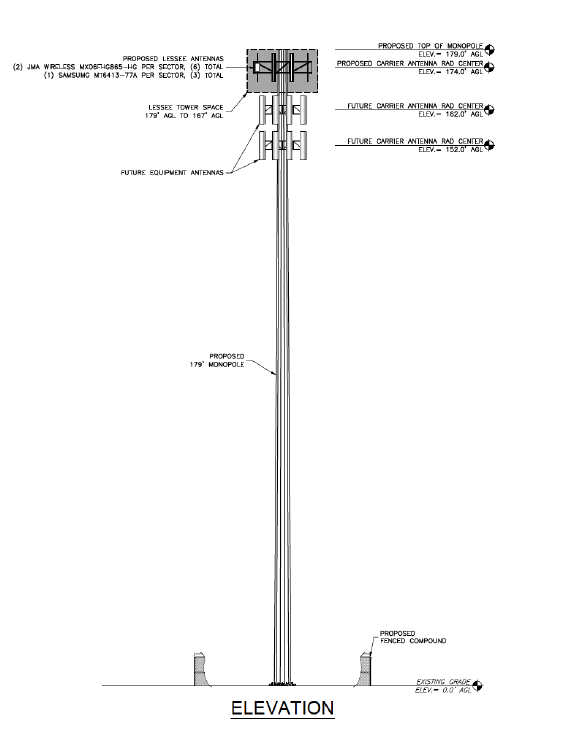 PROPOSED TOP OF MONOPOLE
ELEV.= 179.0' AGL
PROPOSED LESSEE ANTENNAS
(2) JMA WIRELESS MX06FHG865-HG PER SECTOR, (6) TOTAL
(1) SAMSUNG M16413-77A PER SECTOR, (3) TOTAL
PROPOSED CARRIER ANTENNA RAD CENTER
ELEV.= 174.0' AGL
LESSEE TOWER SPACE
179' AGL TO 167' AGL
FUTURE CARRIER ANTENNA RAD CENTER
ELEV.= 162.0' AGL
FUTURE CARRIER ANTENNA RAD CENTER
ELEV.= 152.0' AGL
FUTURE EQUIPMENT ANTENNAS
PROPOSED
179' MONOPOLE
PROPOSED
FENCED COMPOUND
EXISTING GRADE
ELEV.= 0.0' AGL
ELEVATION